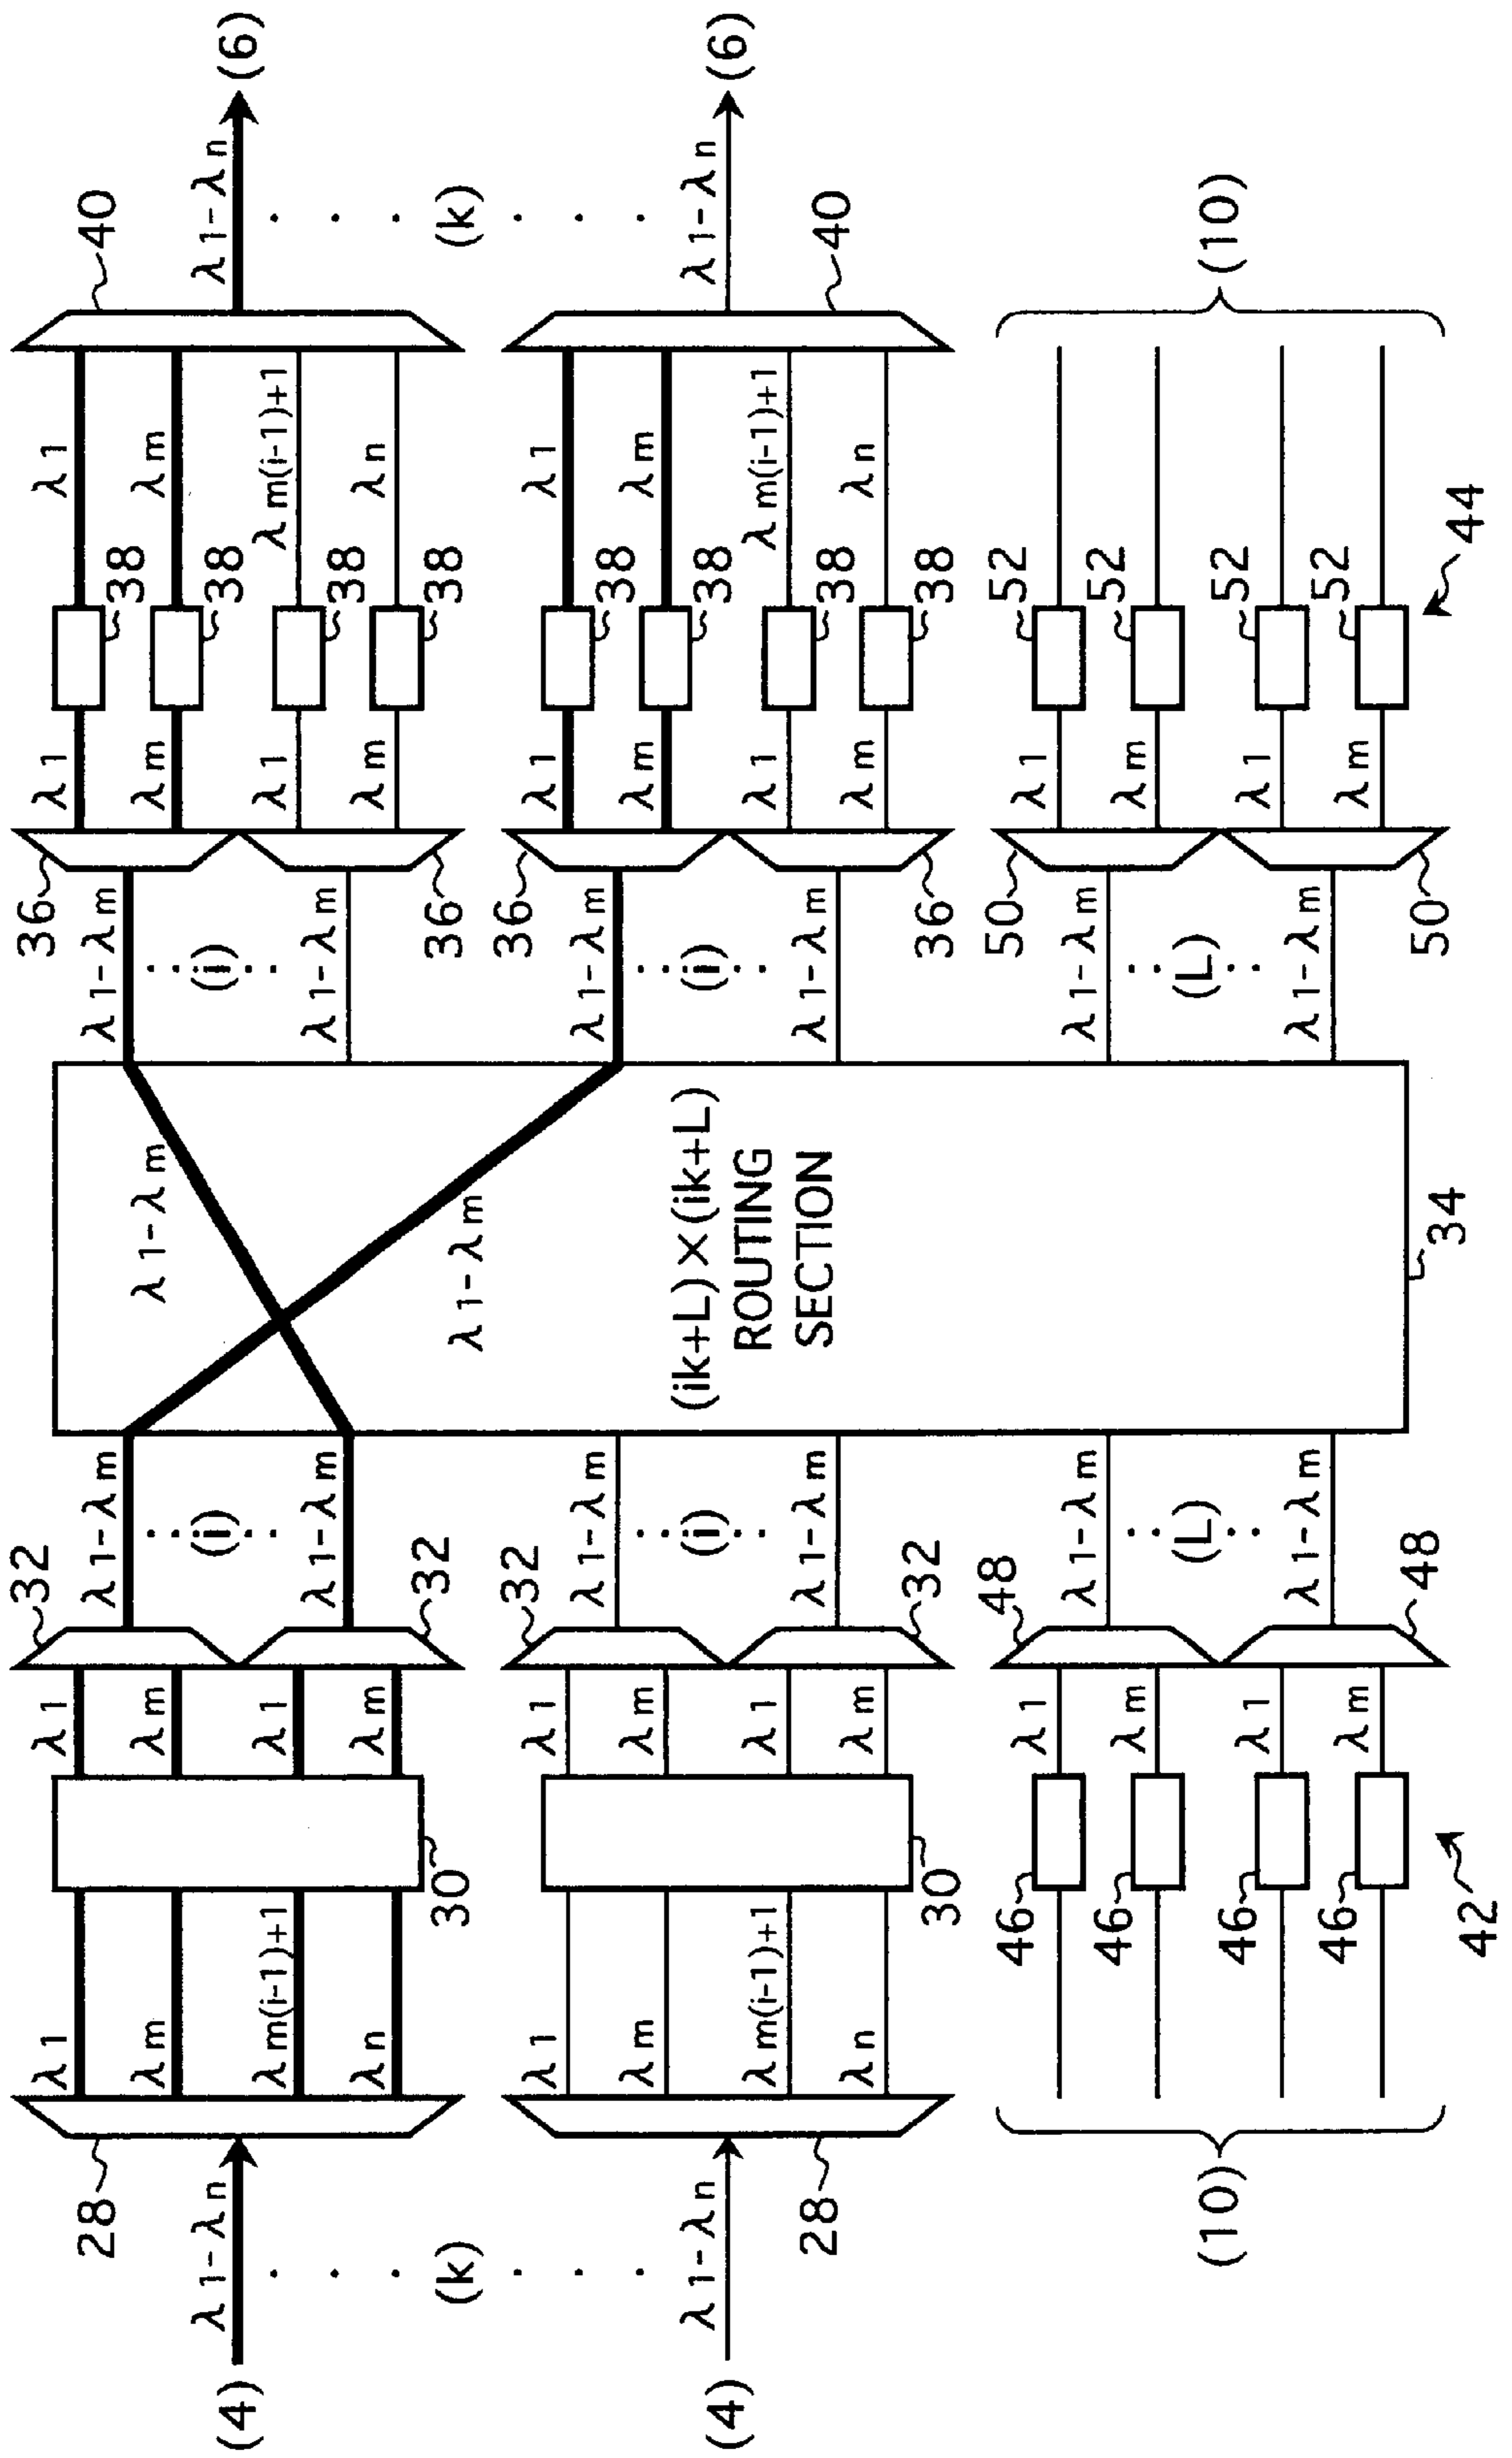 32
36
λ1
λ1
λ1
λ1
28
λ1-λm
λ1-λm
40
38
λm
λm
λ1-λm
λm
λm
λ1-λn
(i)
(i)
λ1-λn
38
(4)
(6)
λm(i-1)+1
λ1
λ1
λm(i-1)+1
λ1-λm
λ1-λm
38
λn
λm
λm
λn
30
32
36
38
(k)
λ1-λm
(k)
32
36
λ1
λ1
λ1
λ1
λ1-λm
λ1-λm
38
λm
λm
λm
λm
λ1-λn
(i)
(ik+L)×(ik+L)
ROUTING
SECTION
(i)
λ1-λn
38
(4)
(6)
λm(i-1)+1
λ1
λ1
λm(i-1)+1
28
λ1-λm
λ1-λm
38
40
λn
λm
λm
λn
30
32
36
38
46
48
50
52
λ1
λ1
λ1-λm
λ1-λm
46
52
λm
λm
(10)
(L)
(L)
(10)
46
52
λ1
λ1
λ1-λm
λ1-λm
46
52
λm
λm
48
50
34
42
44